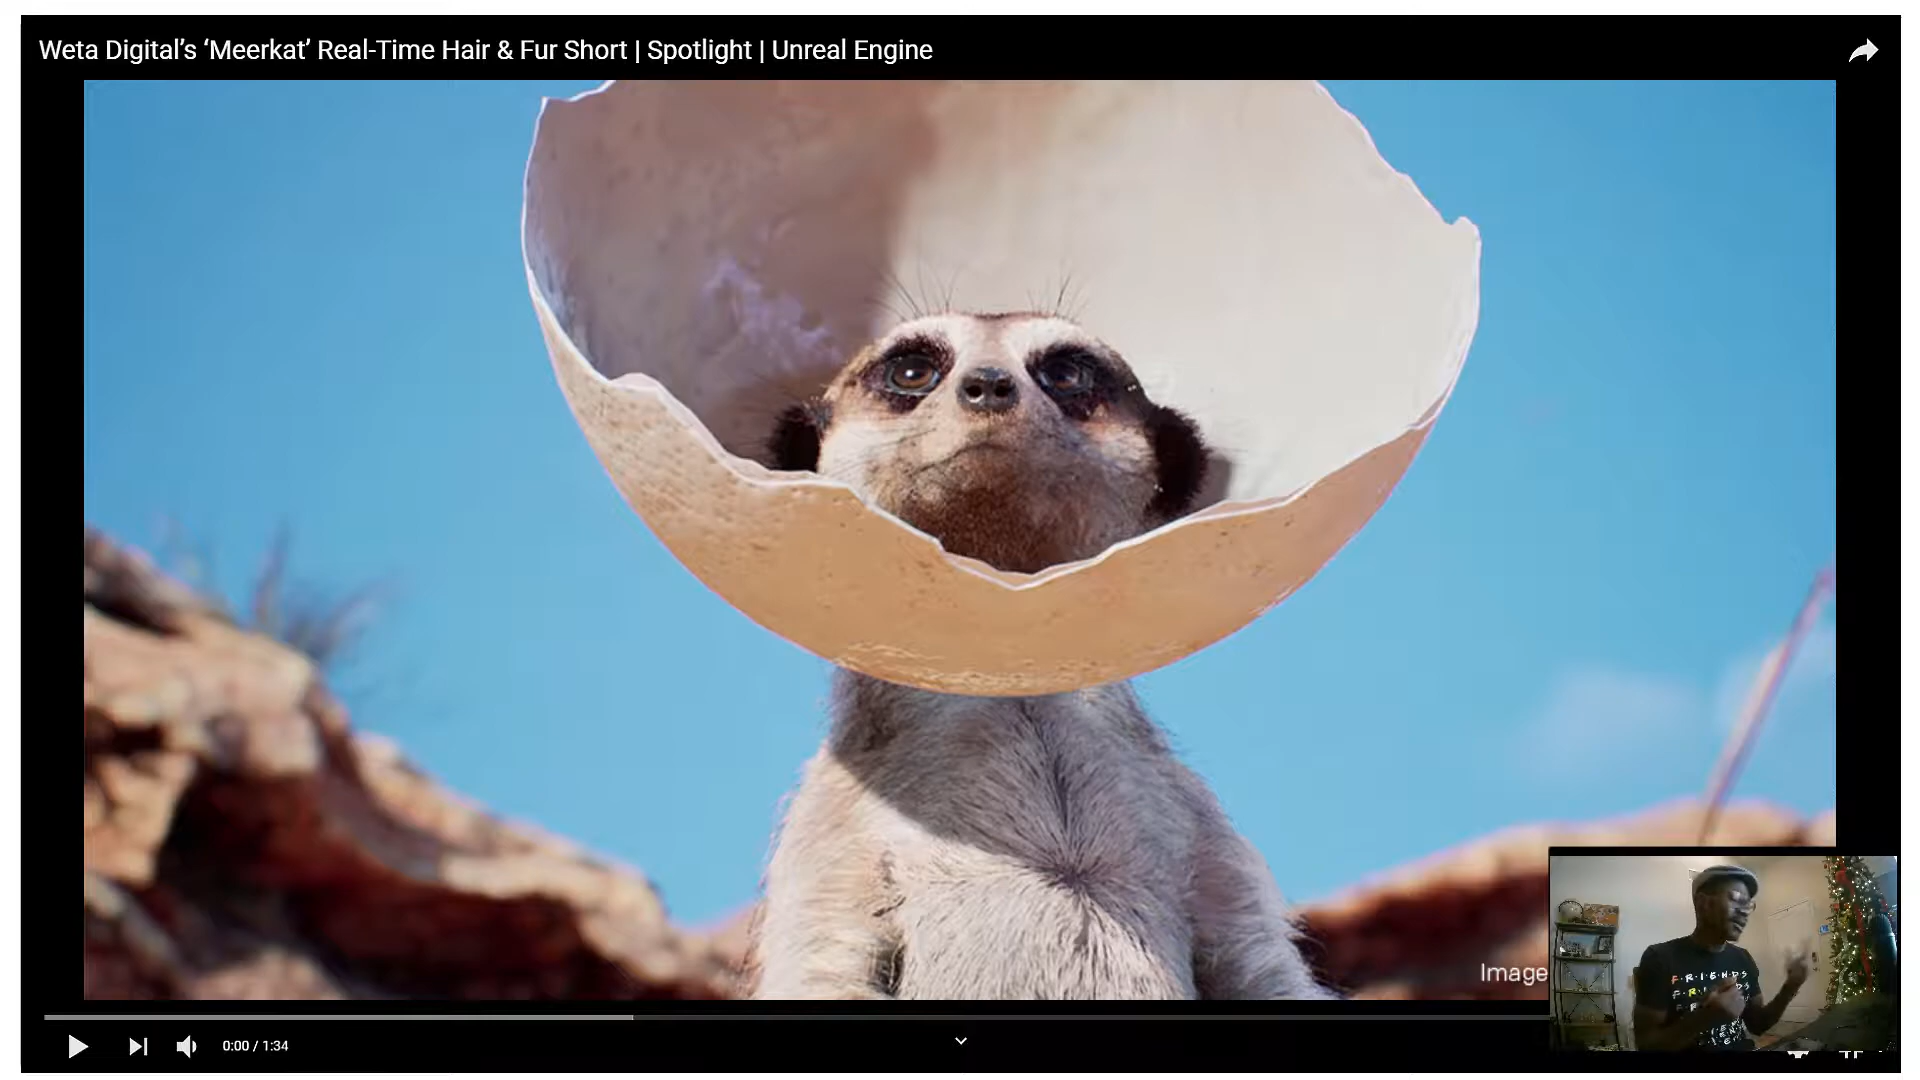 Weta Digital’s ‘Meerkat’ Real-Time Hair & Fur Short | Spotlight | Unreal Engine
Image
0:00 / 1:34
F·R·I·E·N·D·S